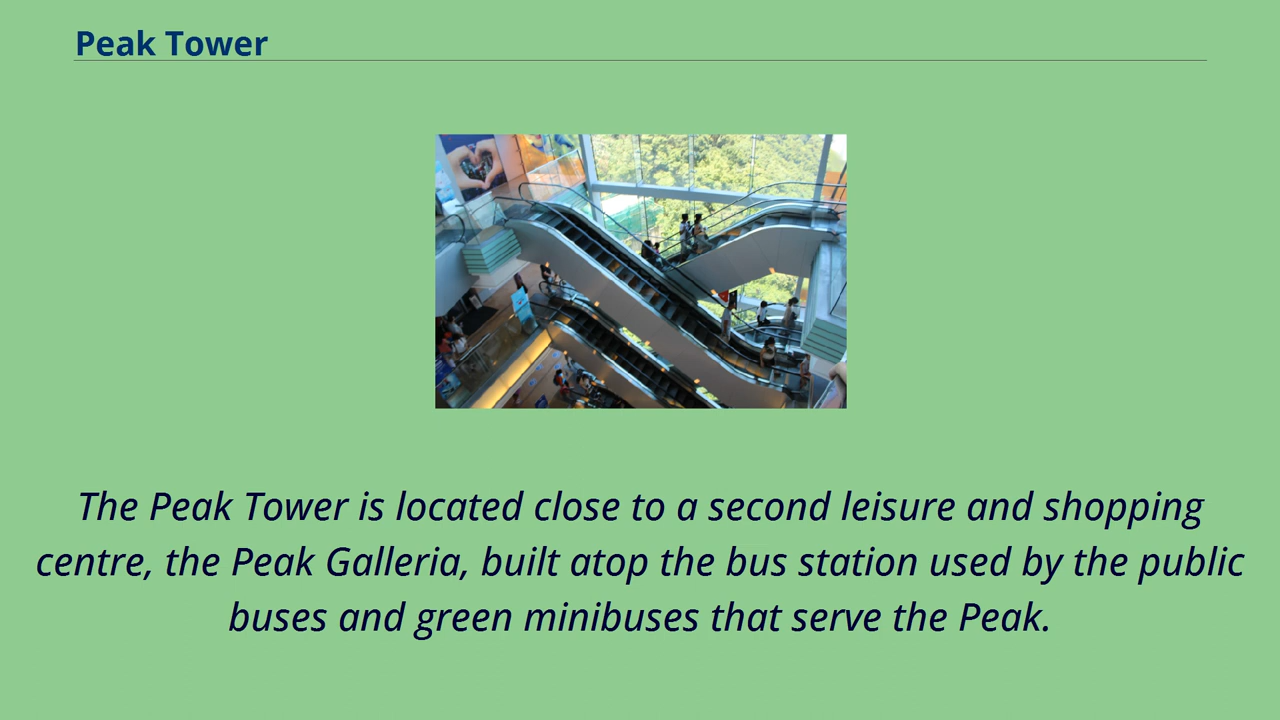 Peak Tower
The Peak Tower is located close to a second leisure and shopping
centre, the Peak Galleria, built atop the bus station used by the public
buses and green minibuses that serve the Peak.